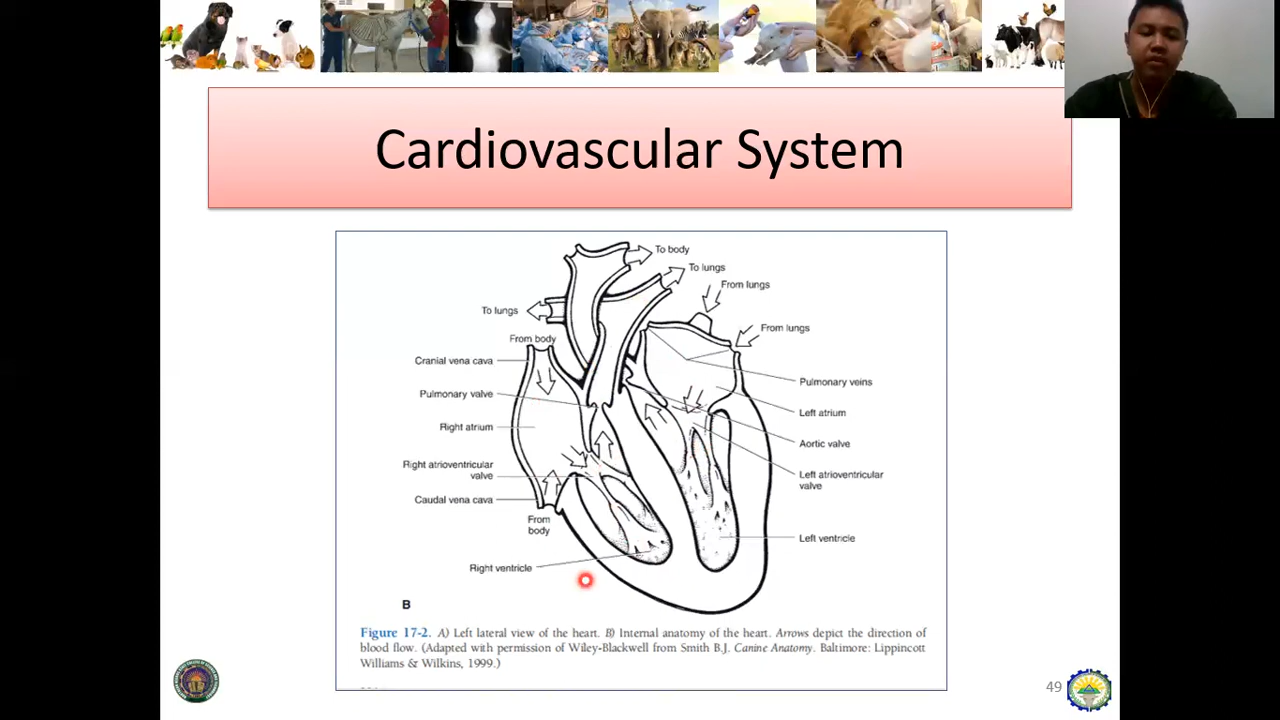 Cardiovascular System
To body
To lungs
From lungs
To lungs
From lungs
From body
Cranial vena cava
Pulmonary veins
Pulmonary valve
Left atrium
Right atrium
Aortic valve
Right atrioventricular
valve
Left atrioventricular
valve
Caudal vena cava
From
body
Left ventricle
Right ventricle
B
Figure 17-2. A) Left lateral view of the heart. B) Internal anatomy of the heart. Arrows depict the direction of
blood flow. (Adapted with permission of Wiley-Blackwell from Smith B.J. Canine Anatomy. Baltimore: Lippincott
Williams & Wilkins, 1999.)
49